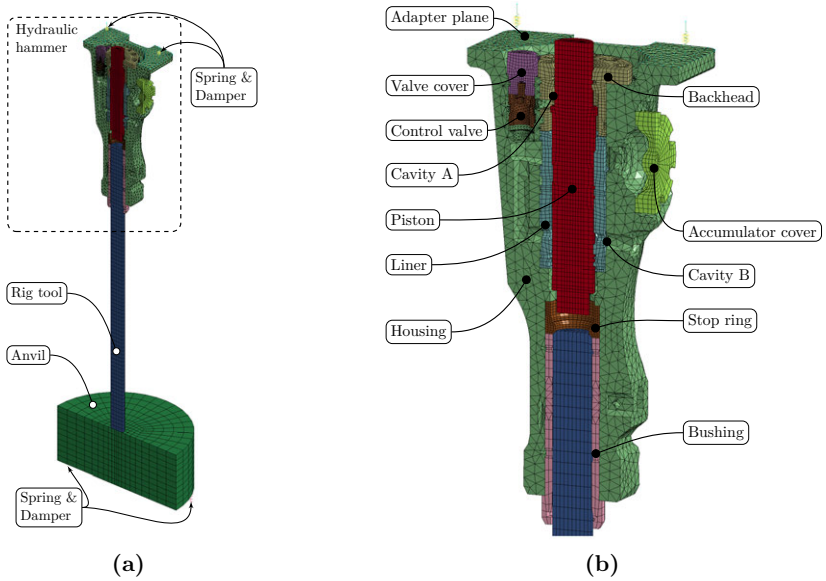 Hydraulic
hammer
Spring &
Damper
Rig tool
Anvil
Spring &
Damper
(a)
Adapter plane
Valve cover
Control valve
Cavity A
Piston
Liner
Housing
Backhead
Accumulator cover
Cavity B
Stop ring
Bushing
(b)